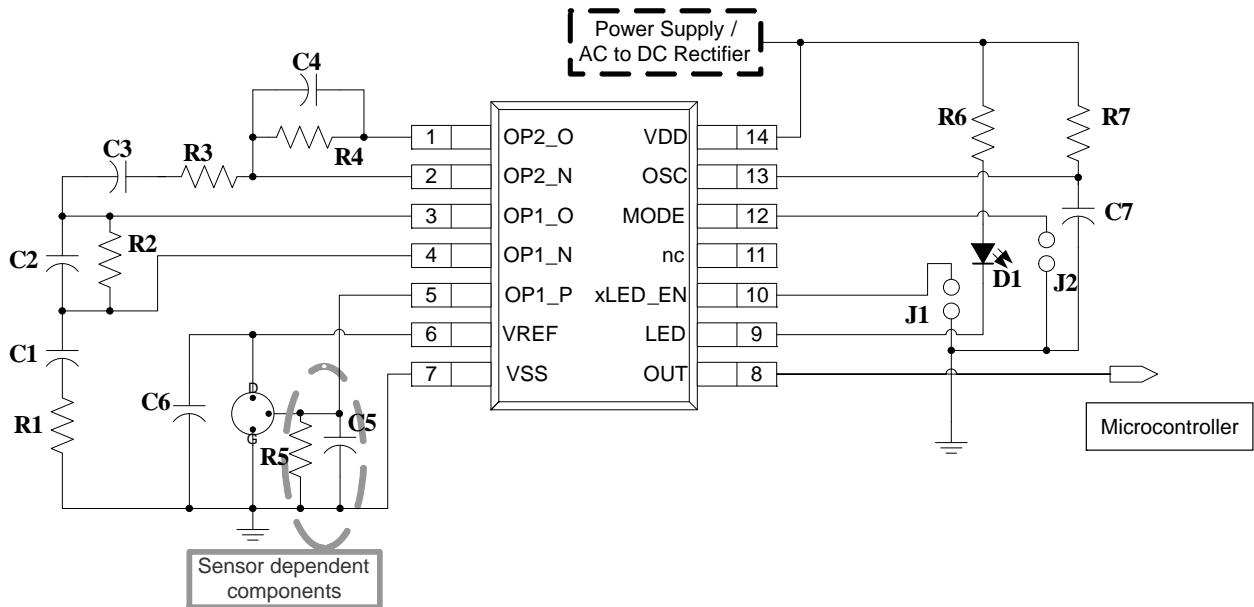 Power Supply /
AC to DC Rectifier
C4
R4
C3
R3
R2
C2
C1
R1
C6
D
G
R5
C5
Sensor dependent
components
1
OP2_O
2
OP2_N
3
OP1_O
4
OP1_N
5
OP1_P
6
VREF
7
VSS
VDD
14
OSC
13
MODE
12
nc
11
xLED_EN
10
LED
9
OUT
8
R6
R7
C7
D1
J2
J1
Microcontroller